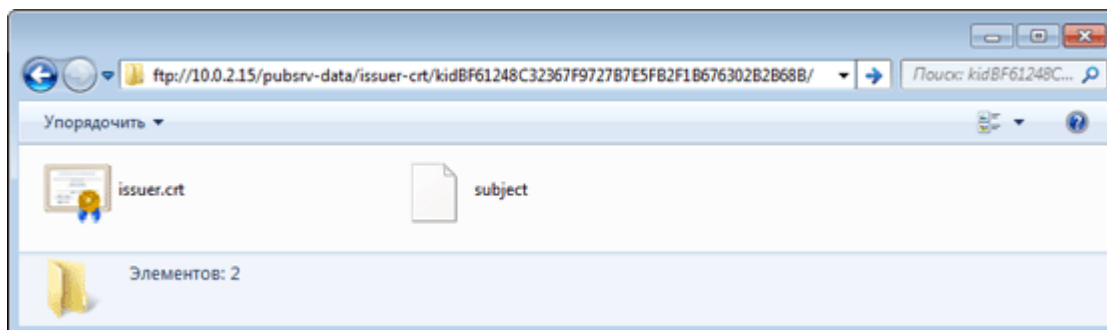 ftp://10.0.2.15/pubsrv-data/issuer-crt/kidBF61248C32367F9727B7E5FB2F1B676302B2B68B/
Поиск: kidBF61248C...
Упорядочить
issuer.crt
subject
Элементов: 2